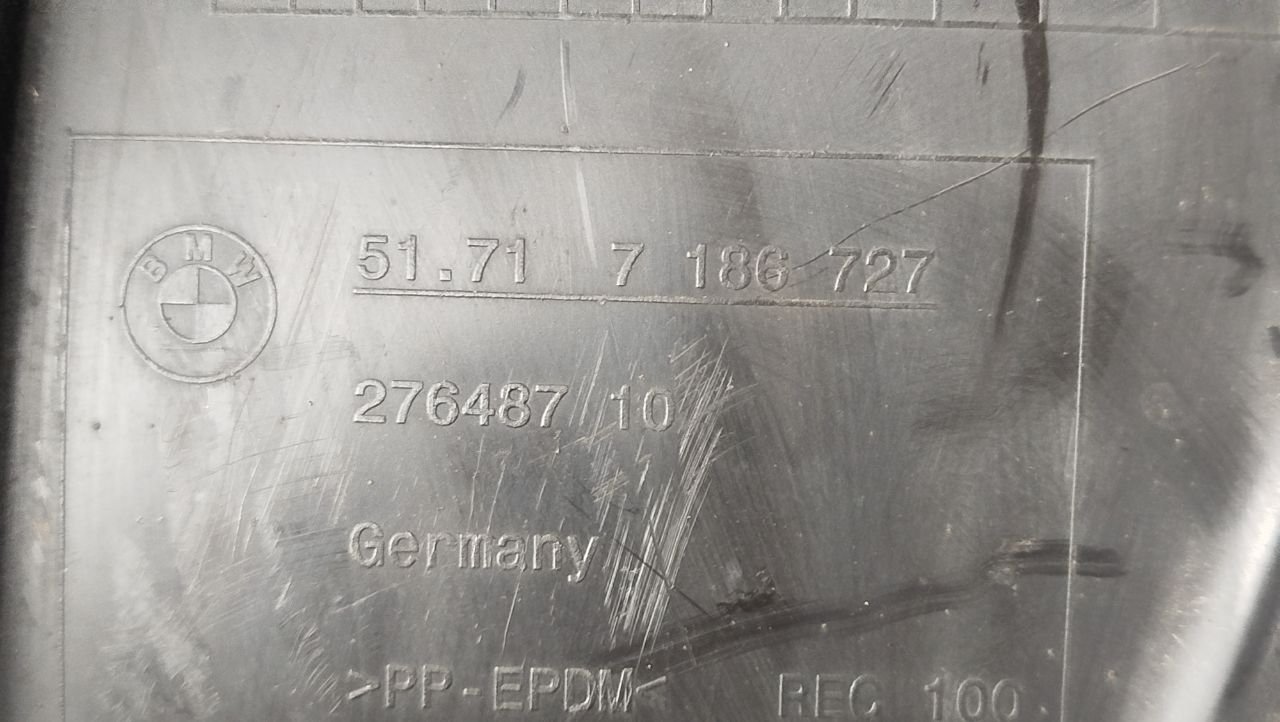 BMW
51.71 7 186 727
276487 10
Germany
>PP-EPDM< REC 100